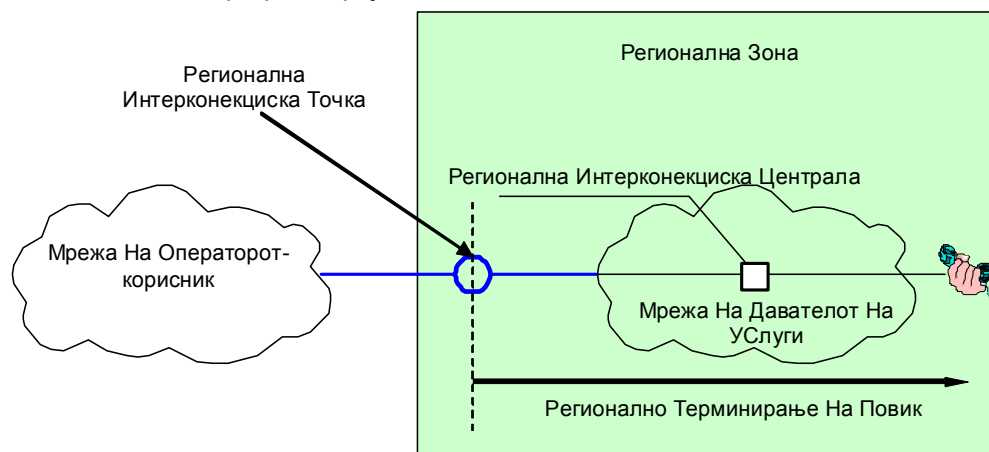 Регионална Зона
Регионална
Интерконекциска Точка
Регионална Интерконекциска Централа
Мрежа На Операторот-
корисник
Мрежа На Давателот На
УСлуги
Регионално Терминирање На Повик